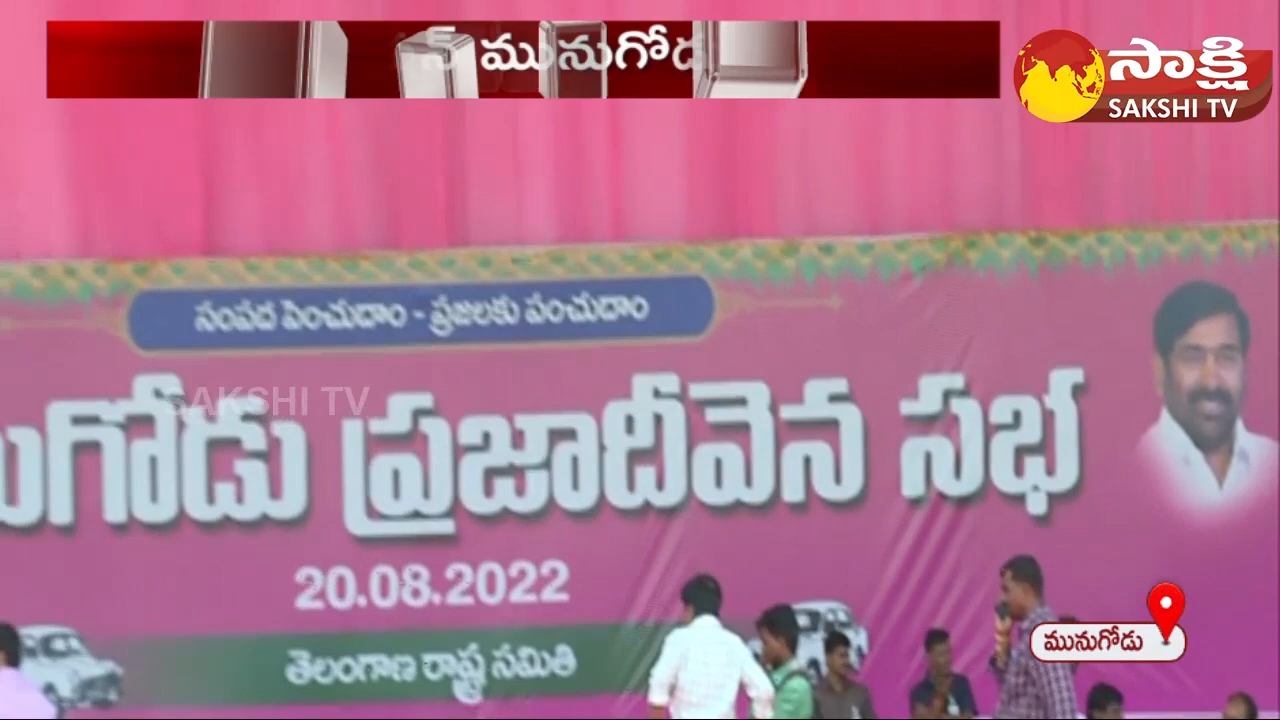 మునుగోడ
సాక్షి
SAKSHI TV
సంపద పెంచుదాం - ప్రజలకు పంచుదాం
ుగోడు ప్రజాదీవెన సభ
SAKSHI TV
20.08.2022
తెలంగాణ రాష్ట్ర సమితి
మునుగోడు